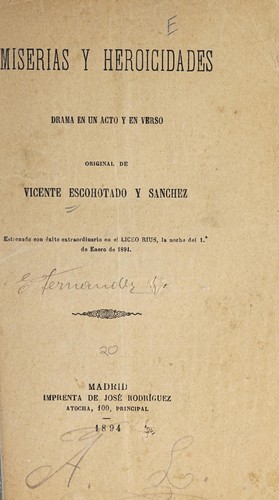 E
MISERIAS Y HEROICIDADES
DRAMA EN UN ACTO Y EN VERSO
ORIGINAL DE
VICENTE ESCOHOTADO Y SANCHEZ
Estrenado con éxito extraordinario en el LICEO RIUS, la noche del 1.º
de Enero de 1894.
E Fernandez
20
MADRID
IMPRENTA DE JOSÉ RODRÍGUEZ
ATOCHA, 100, PRINCIPAL
1894
A. L.